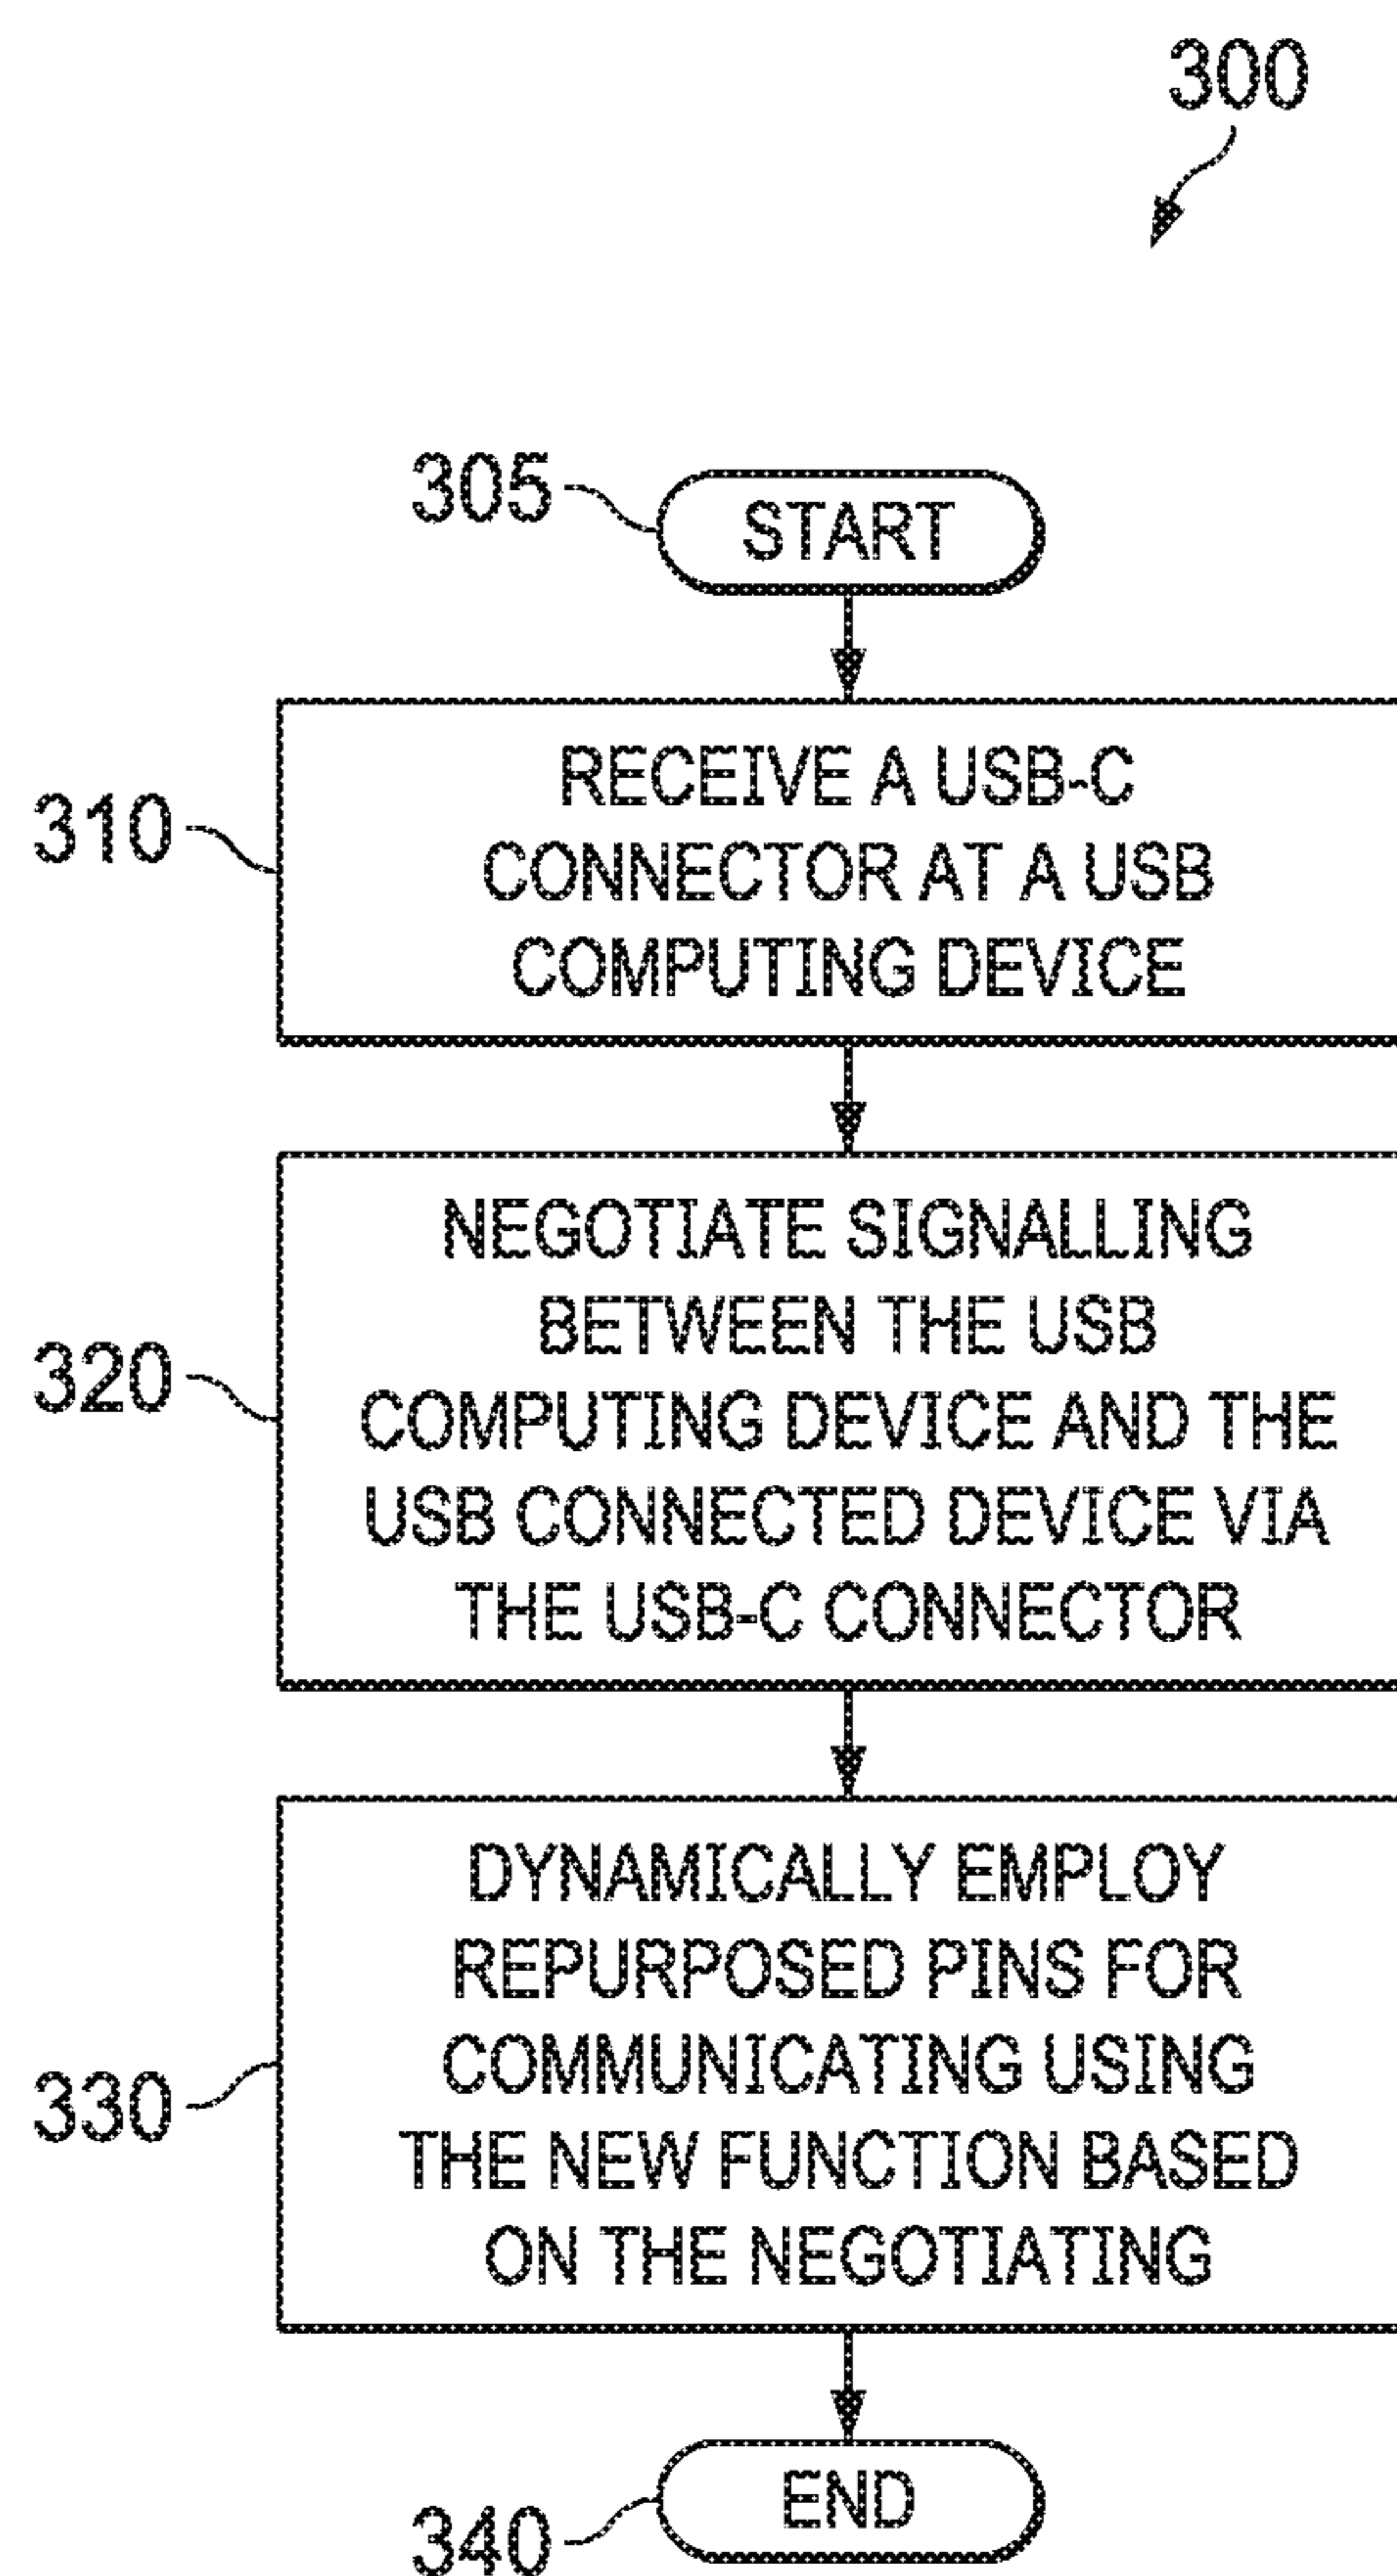 300
305
START
310
RECEIVE A USB-C
CONNECTOR AT A USB
COMPUTING DEVICE
320
NEGOTIATE SIGNALLING
BETWEEN THE USB
COMPUTING DEVICE AND THE
USB CONNECTED DEVICE VIA
THE USB-C CONNECTOR
330
DYNAMICALLY EMPLOY
REPURPOSED PINS FOR
COMMUNICATING USING
THE NEW FUNCTION BASED
ON THE NEGOTIATING
340
END